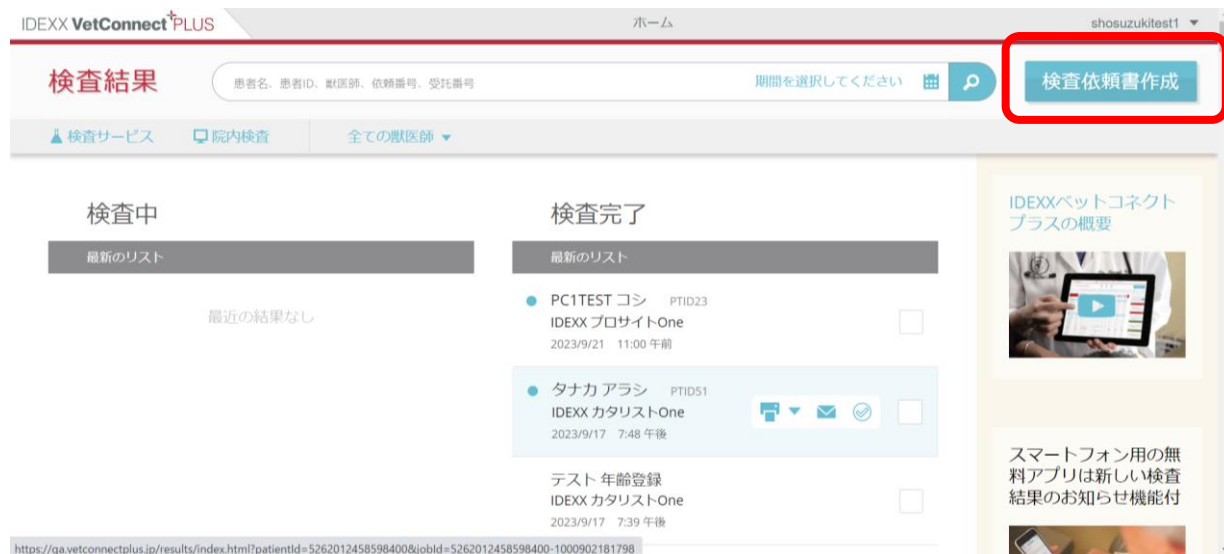 IDEXX VetConnect+PLUS
ホーム
shosuzukitest1
検査結果
患者名、患者ID、獣医師、依頼番号、受託番号
期間を選択してください
検査依頼書作成
検査サービス
院内検査
全ての獣医師
検査中
最新のリスト
最近の結果なし
検査完了
最新のリスト
PC1TEST コシ PTID23
IDEXX プロサイトOne
2023/9/21 11:00 午前
タナカ アラシ PTID51
IDEXX カタリストOne
2023/9/17 7:48 午後
テスト 年齢登録
IDEXX カタリストOne
2023/9/17 7:39 午後
IDEXXベットコネクト
プラスの概要
スマートフォン用の無
料アプリは新しい検査
結果のお知らせ機能付
https://qa.vetconnectplus.jp/results/index.html?patientId=5262012458598400&jobId=5262012458598400-1000902181798